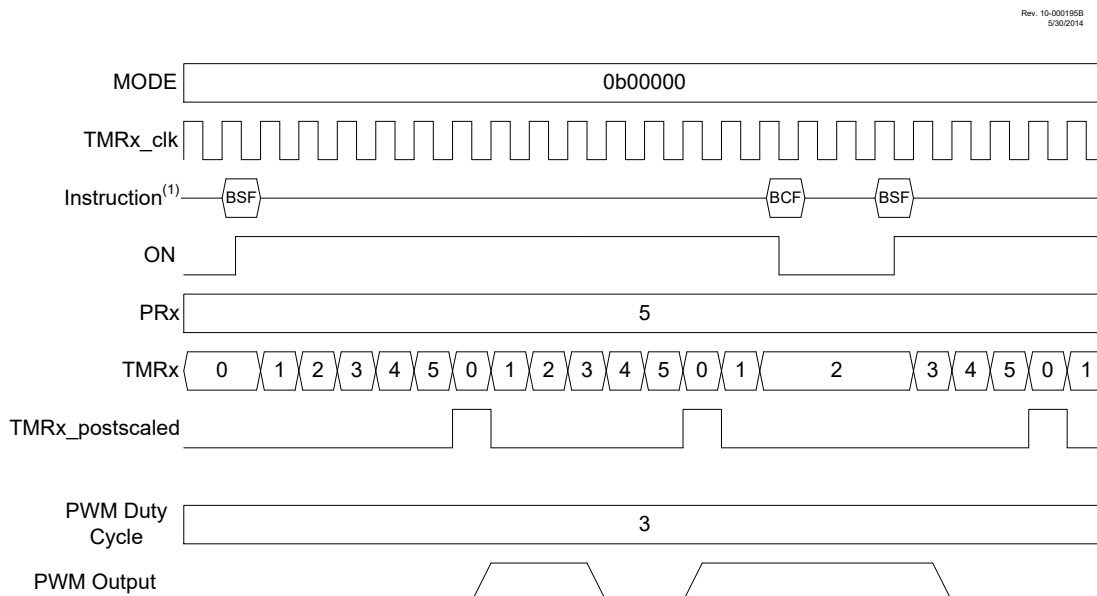 Rev. 10-000195B
5/30/2014
MODE 0b00000
TMRx_clk
Instruction(1) BSF BCF BSF
ON
PRx 5
TMRx 0 1 2 3 4 5 0 1 2 3 4 5 0 1 2 3 4 5 0 1
TMRx_postscaled
PWM Duty
Cycle 3
PWM Output